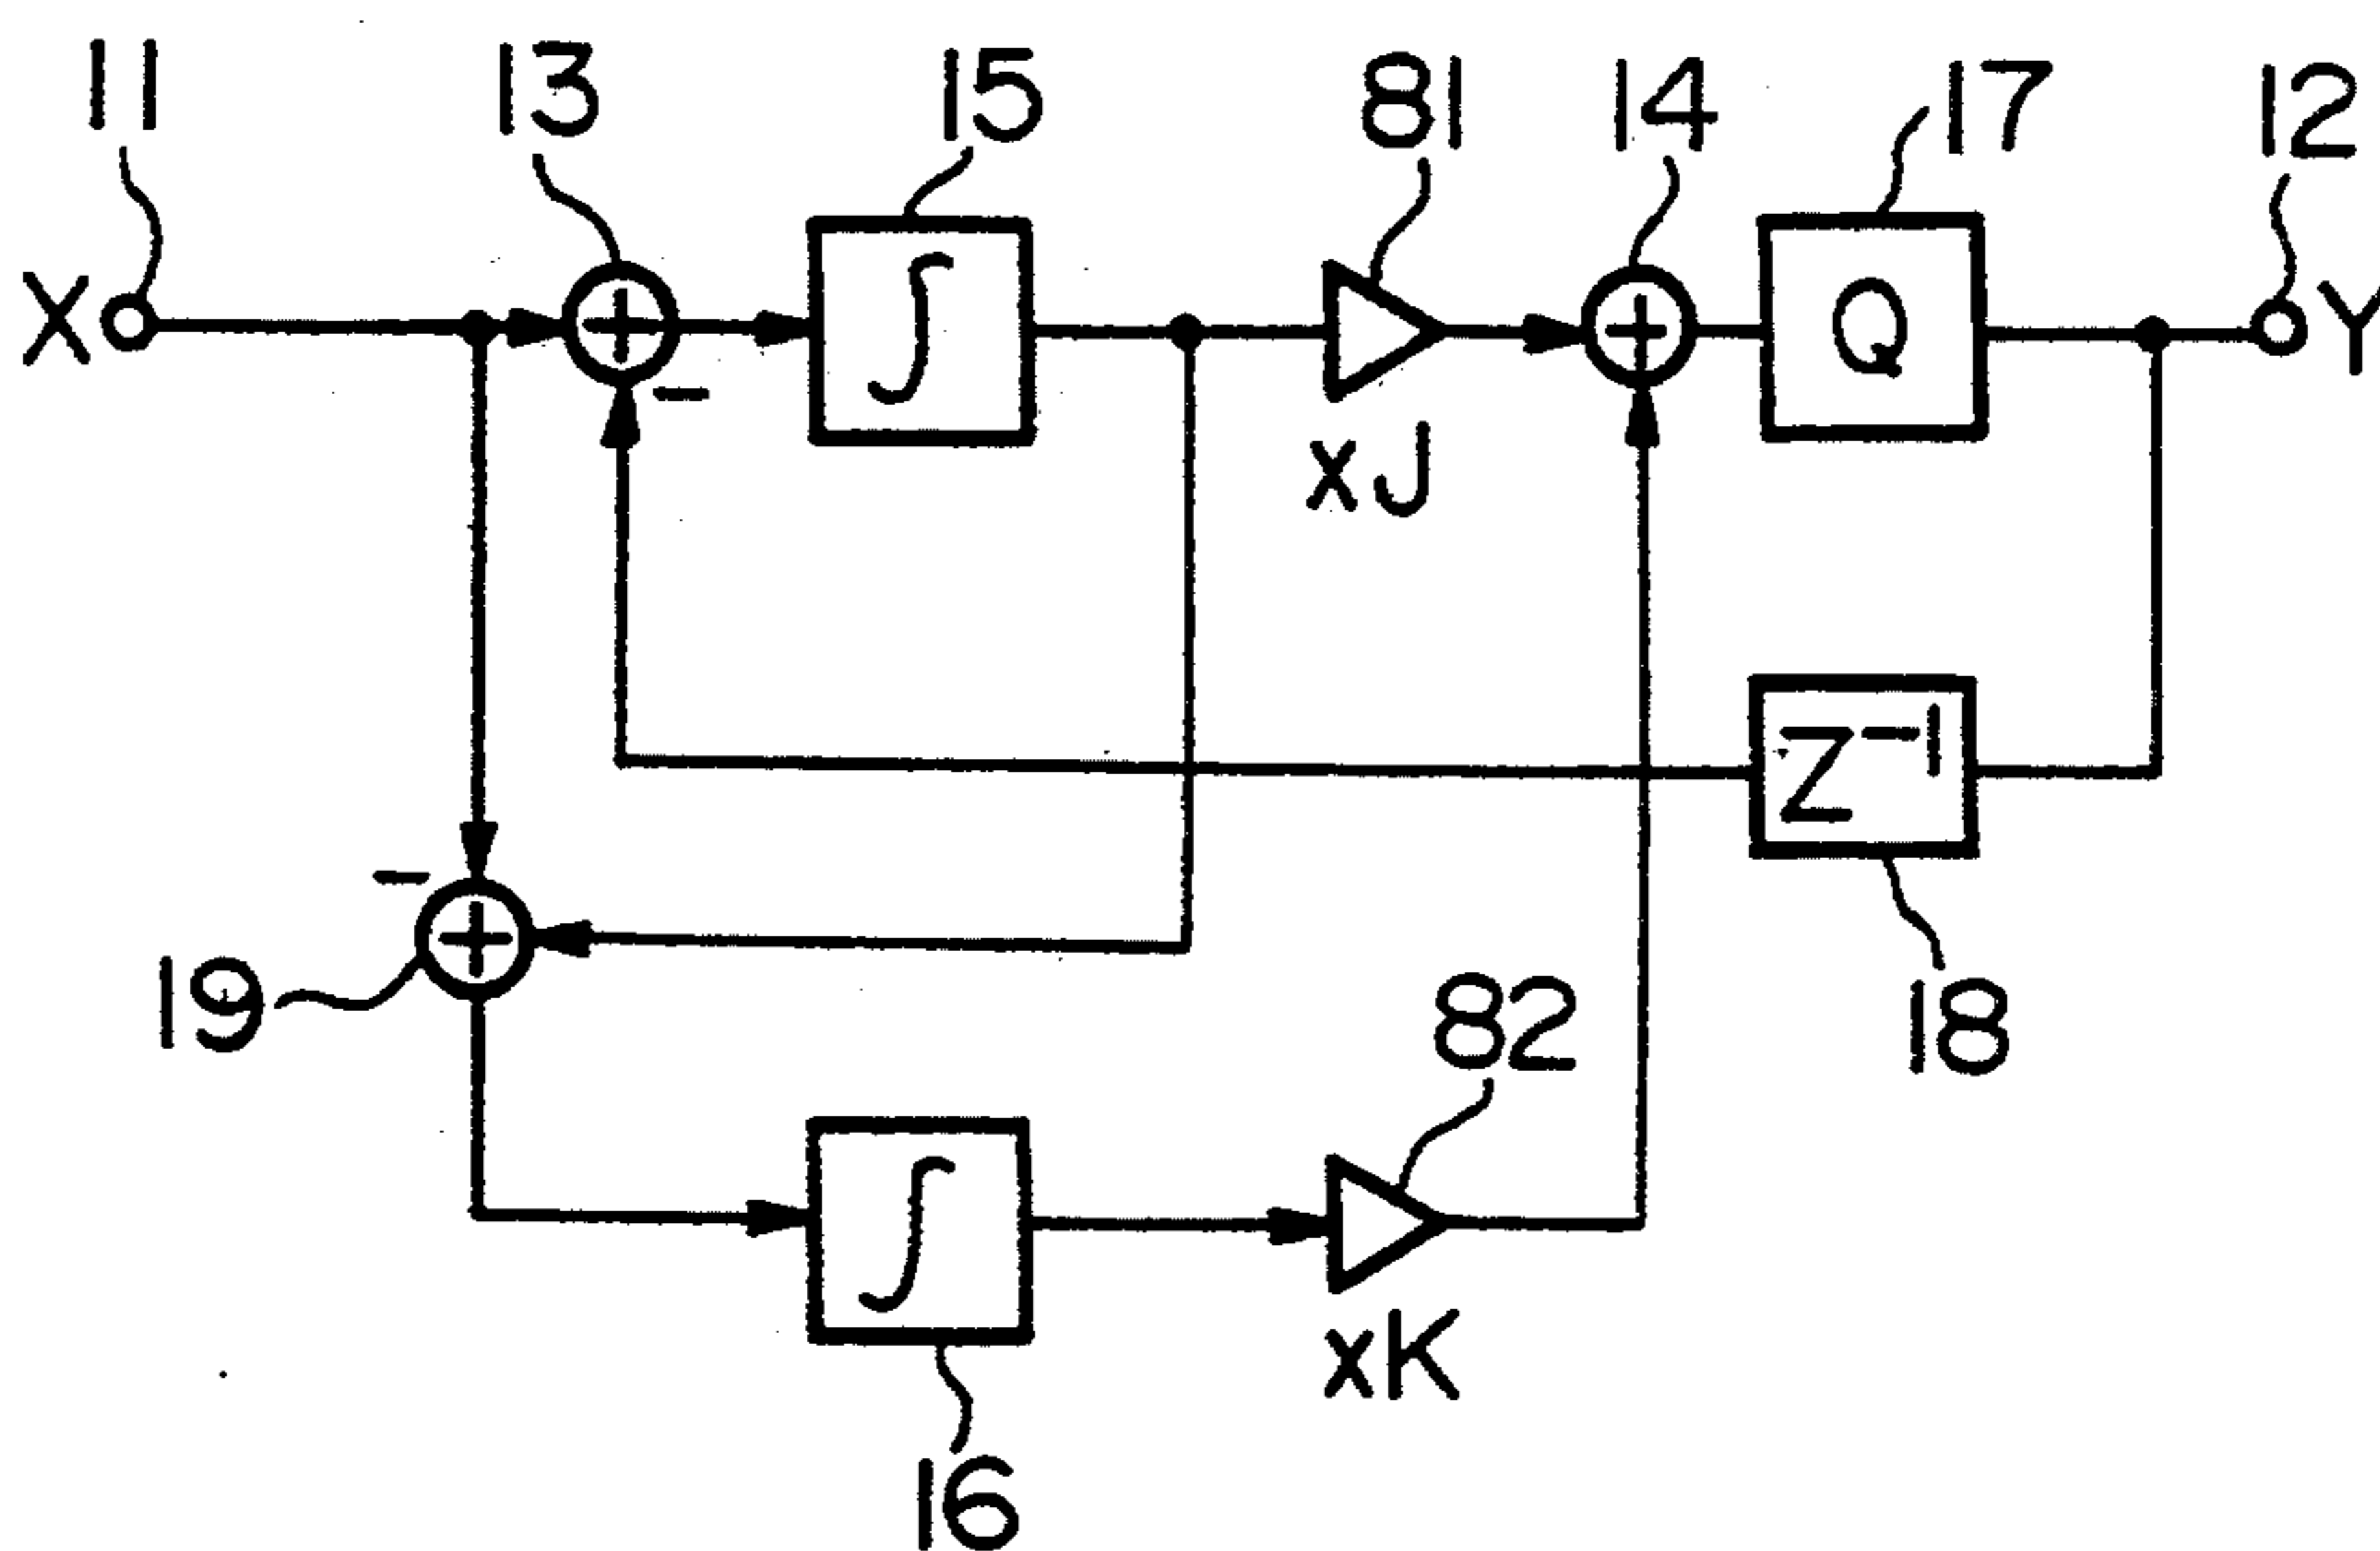 11 13 15 81 14 17 12
X + ∫ + Q Y
−
xJ
Z⁻¹
−
+
19 82 18
∫
xK
16